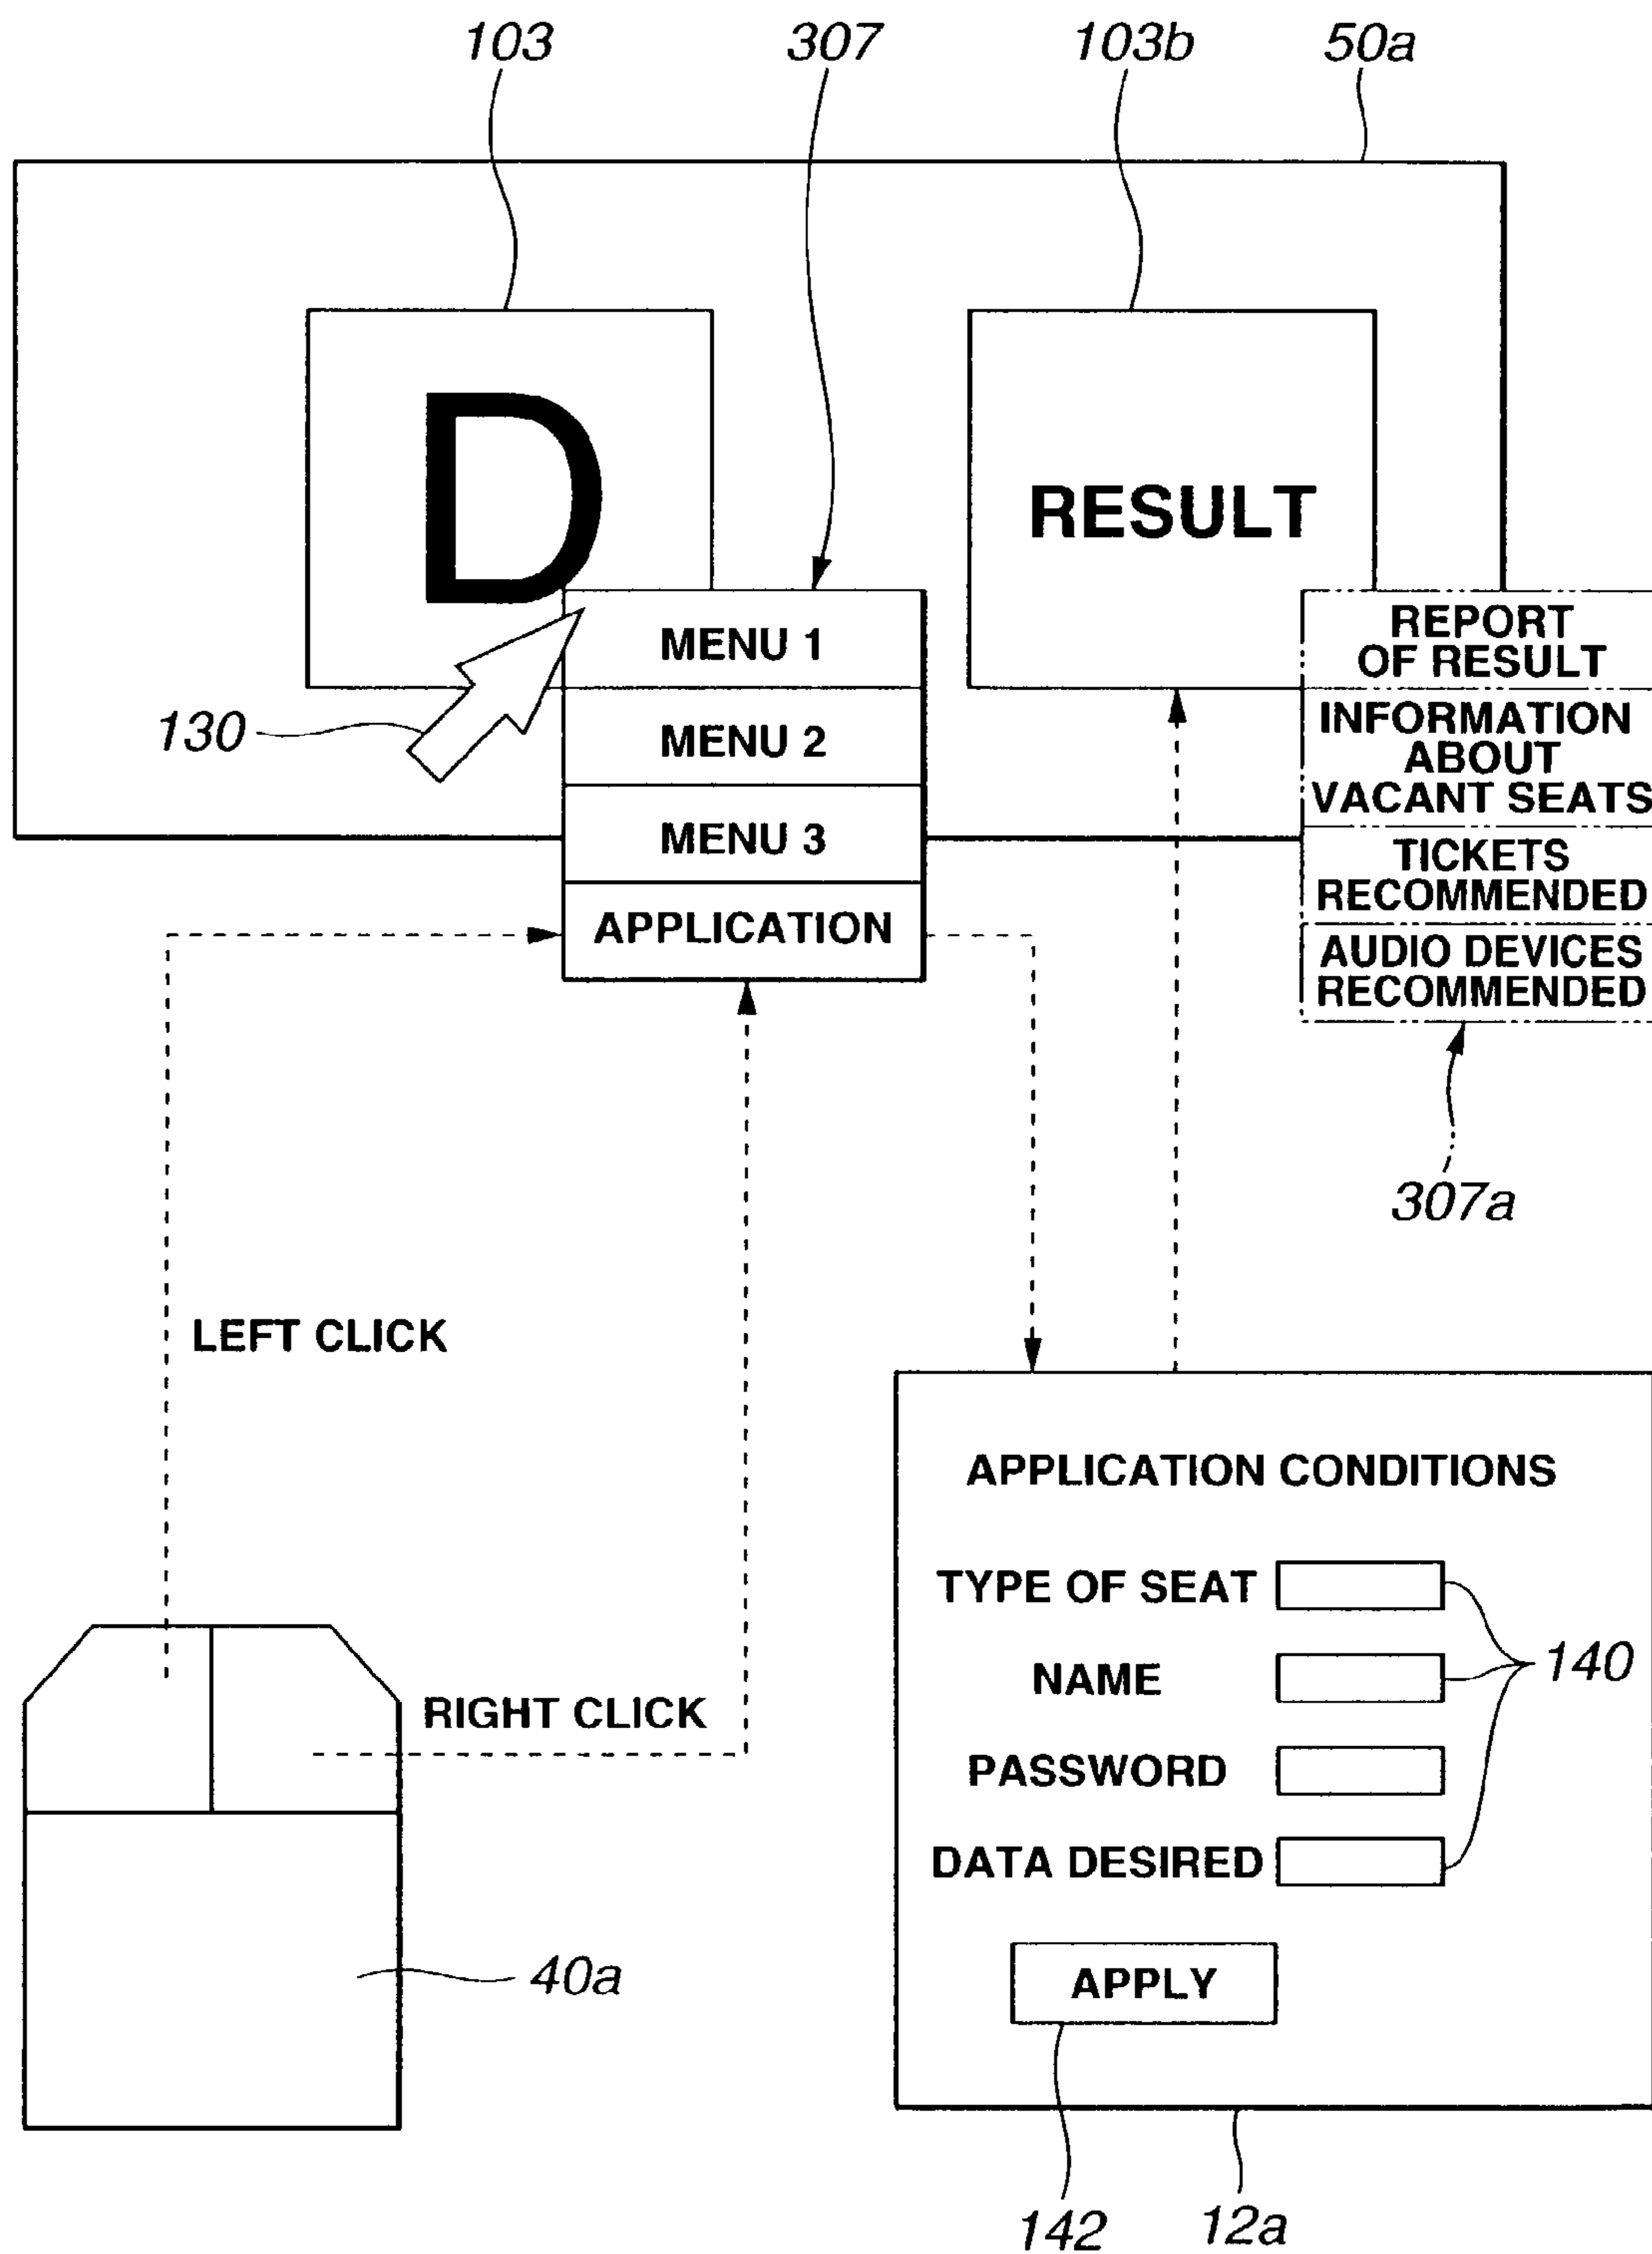 103
307
103b
50a
D
RESULT
MENU 1
MENU 2
MENU 3
APPLICATION
130
REPORT
OF RESULT
INFORMATION
ABOUT
VACANT SEATS
TICKETS
RECOMMENDED
AUDIO DEVICES
RECOMMENDED
307a
LEFT CLICK
RIGHT CLICK
40a
APPLICATION CONDITIONS
TYPE OF SEAT
NAME
PASSWORD
DATA DESIRED
140
APPLY
142
12a